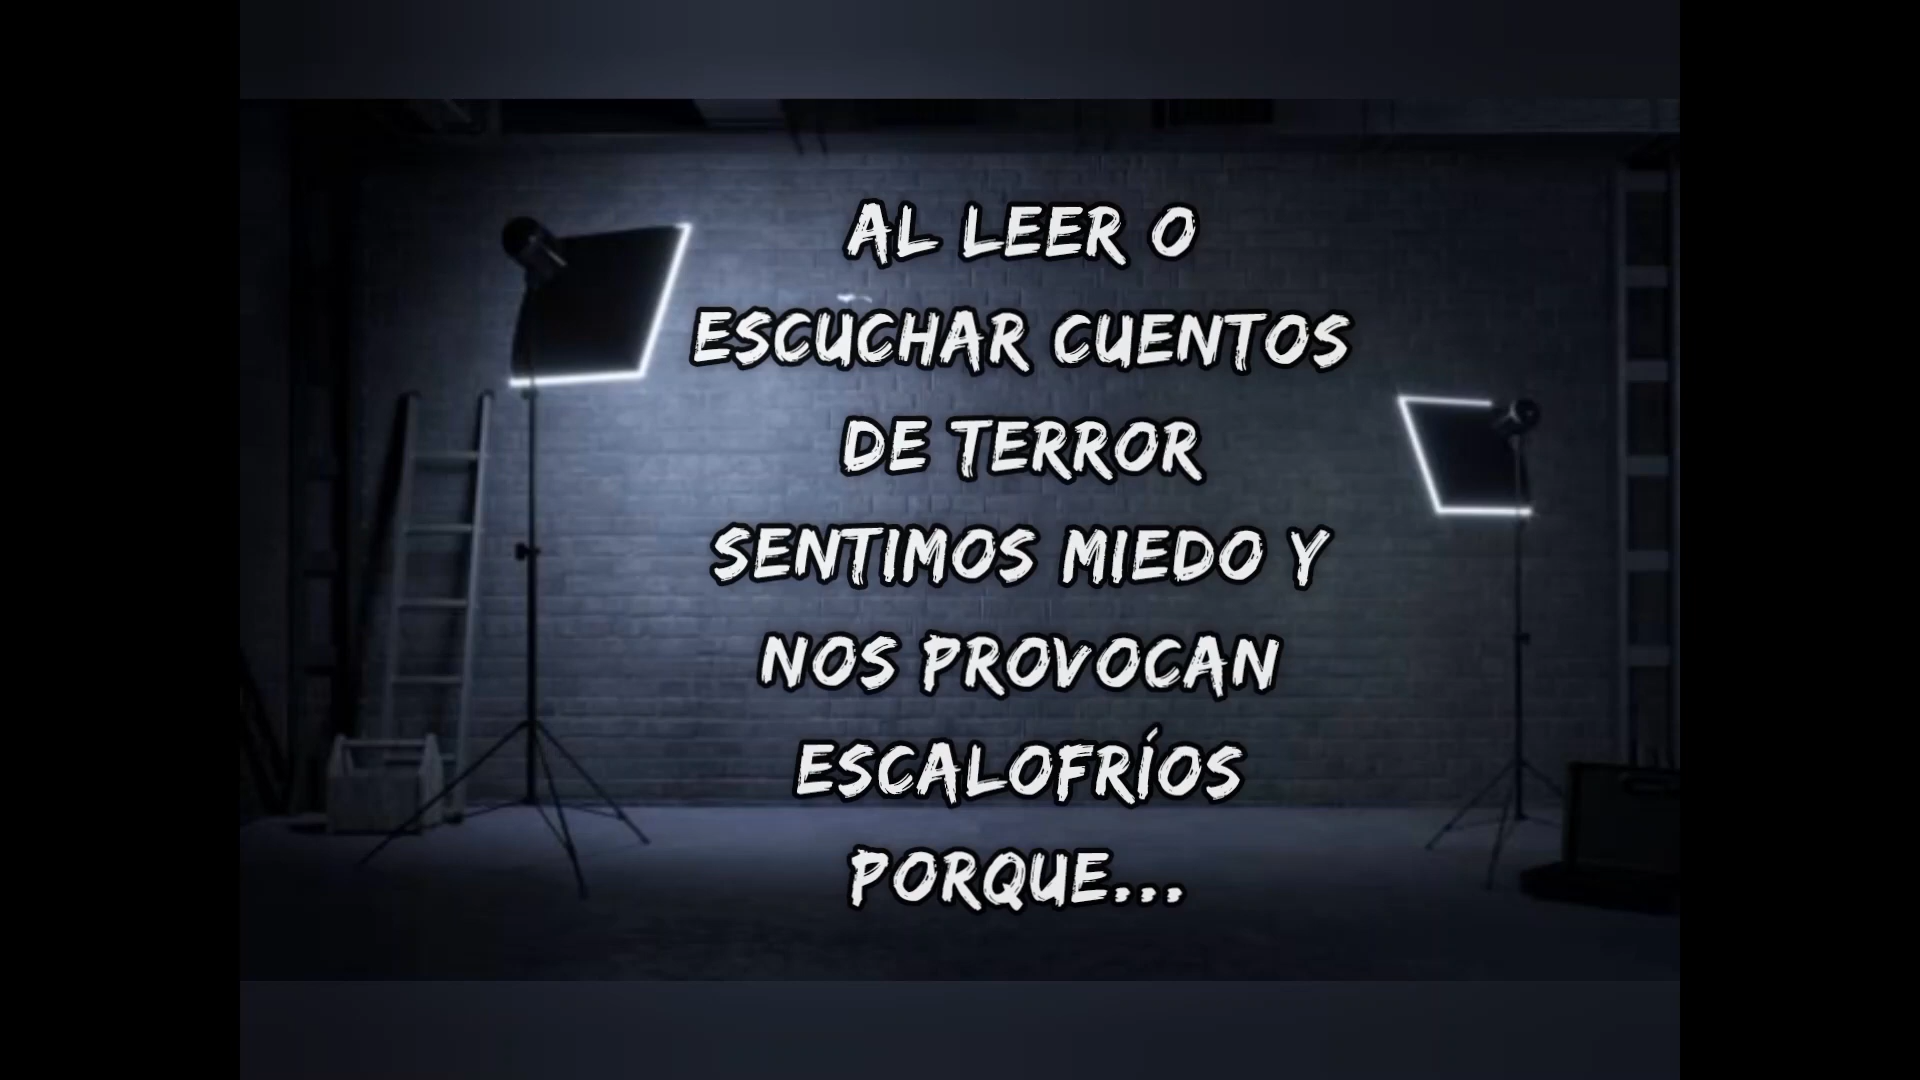 AL LEER O
ESCUCHAR CUENTOS
DE TERROR
SENTIMOS MIEDO Y
NOS PROVOCAN
ESCALOFRÍOS
PORQUE...